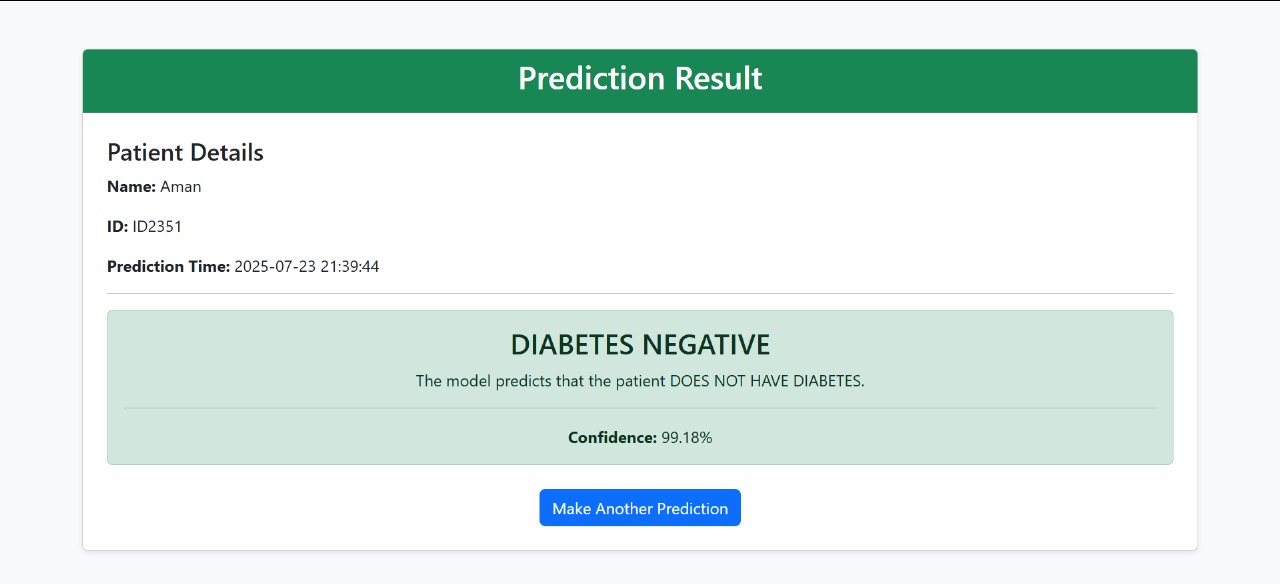 Prediction Result
Patient Details
Name: Aman
ID: ID2351
Prediction Time: 2025-07-23 21:39:44
DIABETES NEGATIVE
The model predicts that the patient DOES NOT HAVE DIABETES.
Confidence: 99.18%
Make Another Prediction